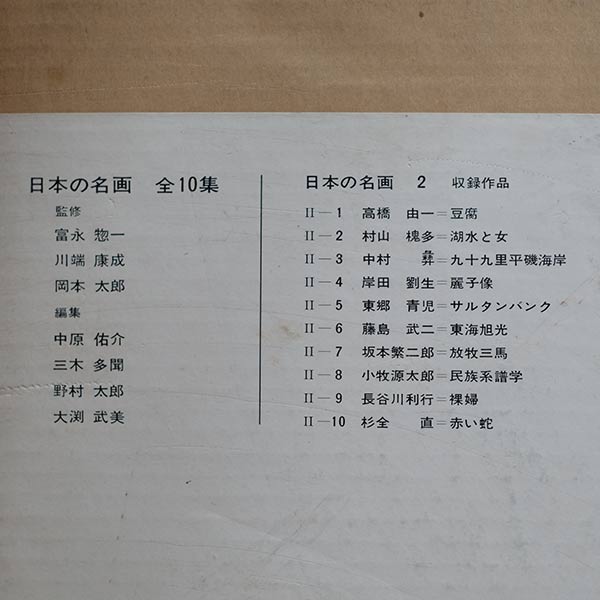 日本の名画　全10集
監修
富永 惣一
川端 康成
岡本 太郎
編集
中原 佑介
三木 多聞
野村 太郎
大渕 武美
日本の名画　2　収録作品
II—1　高橋　由一＝豆腐
II—2　村山　槐多＝湖水と女
II—3　中村　彝＝九十九里平磯海岸
II—4　岸田　劉生＝麗子像
II—5　東郷　青児＝サルタンバンク
II—6　藤島　武二＝東海旭光
II—7　坂本繁二郎＝放牧三馬
II—8　小牧源太郎＝民族系譜学
II—9　長谷川利行＝裸婦
II—10　杉全　直＝赤い蛇